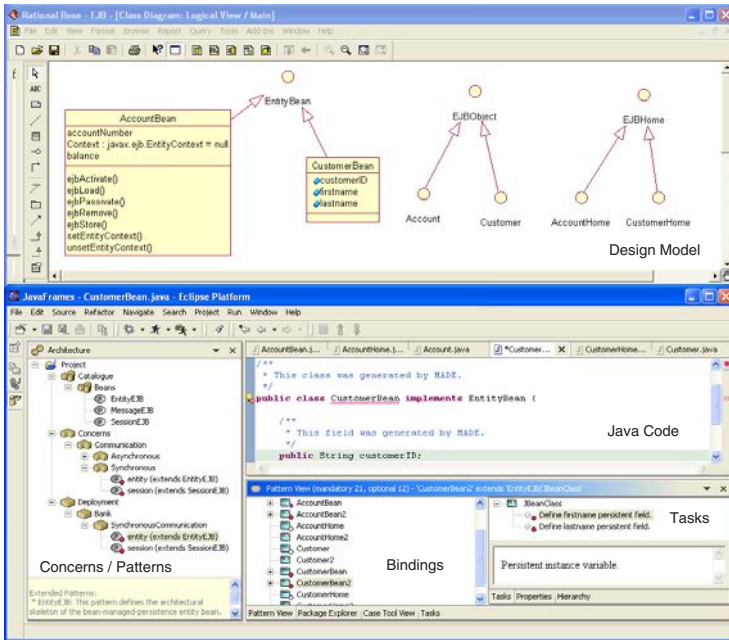 Rational Rose - EJB - [Class Diagram: Logical View / Main]
File Edit View Format Browse Report Query Tools Add-Ins Window Help
ABC
EntityBean
AccountBean
accountNumber
Context : javax.ejb.EntityContext = null
balance
ejbActivate()
ejbLoad()
ejbPassivate()
ejbRemove()
ejbStore()
setEntityContext()
unsetEntityContext()
CustomerBean
customerID
firstname
lastname
EJBObject
Account
Customer
EJBHome
AccountHome
CustomerHome
Design Model
JavaFrames - CustomerBean.java - Eclipse Platform
File Edit Source Refactor Navigate Search Project Run Window Help
Architecture
Project
Catalogue
Beans
EntityEJB
MessageEJB
SessionEJB
Concerns
Communication
Asynchronous
Synchronous
entity (extends EntityEJB)
session (extends SessionEJB)
Deployment
Bank
SynchronousCommunication
entity (extends EntityEJB)
session (extends SessionEJB)
Concerns / Patterns
Extended Patterns:
* EntityEJB: This pattern defines the architectural
skeleton of the bean-managed-persistence entity bean.
AccountBean.j... AccountHome.j... Account.java *Customer... CustomerHome... Customer.java
/**
* This class was generated by MADE.
*/
public class CustomerBean implements EntityBean {
/**
* This field was generated by MADE.
*/
public String customerID;
Java Code
Pattern View (mandatory 21, optional 12) - 'CustomerBean2' extends 'EntityEJB/JBeanClass'
AccountBean
AccountBean2
AccountHome
AccountHome2
Customer
Customer2
CustomerBean
CustomerBean2
CustomerHome
CustomerHome2
Bindings
Pattern View Package Explorer Case Tool View Tasks
JBeanClass
Define firstname persistent field.
Define lastname persistent field.
Tasks
Persistent instance variable.
Tasks Properties Hierarchy